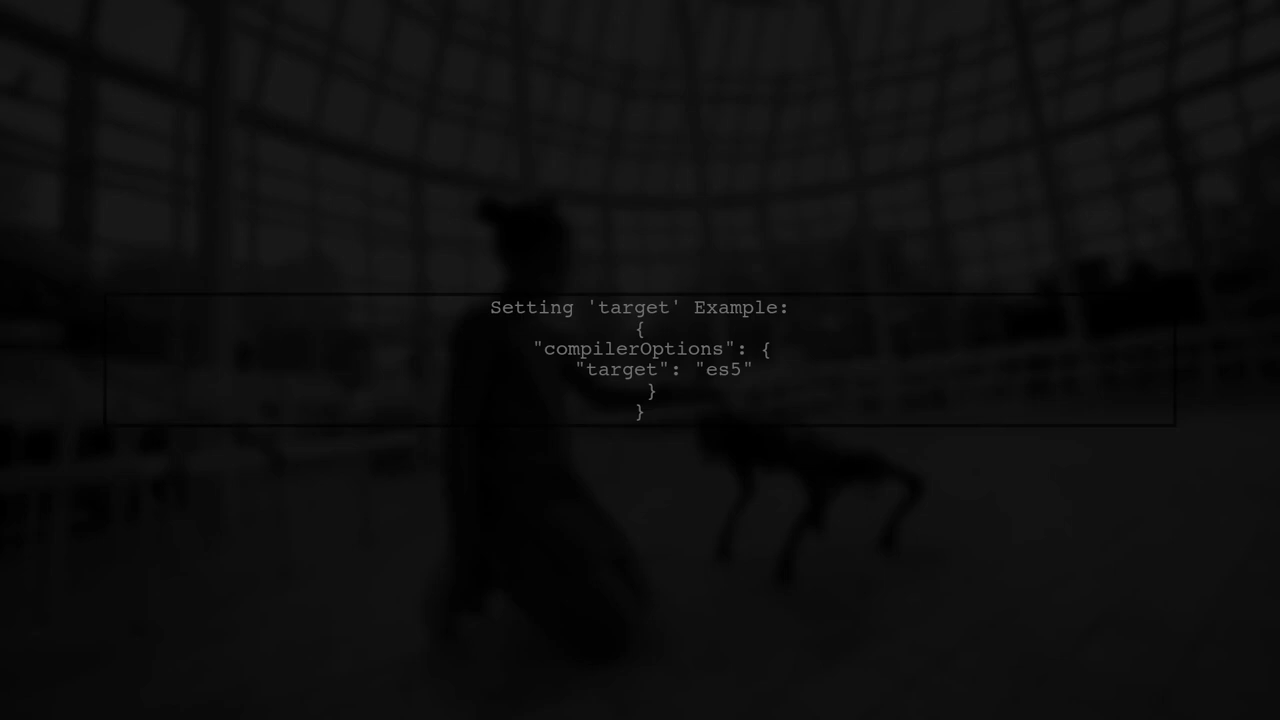 Setting 'target' Example:
{
"compilerOptions": {
"target": "es5"
}
}